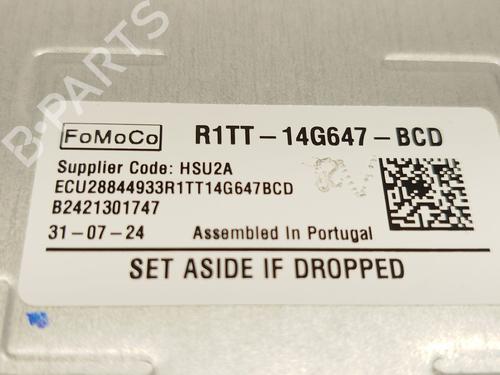 B-PARTS
FoMoCo
R1TT-14G647-BCD
Supplier Code: HSU2A
ECU28844933R1TT14G647BCD
B2421301747
31-07-24 Assembled In Portugal
SET ASIDE IF DROPPED